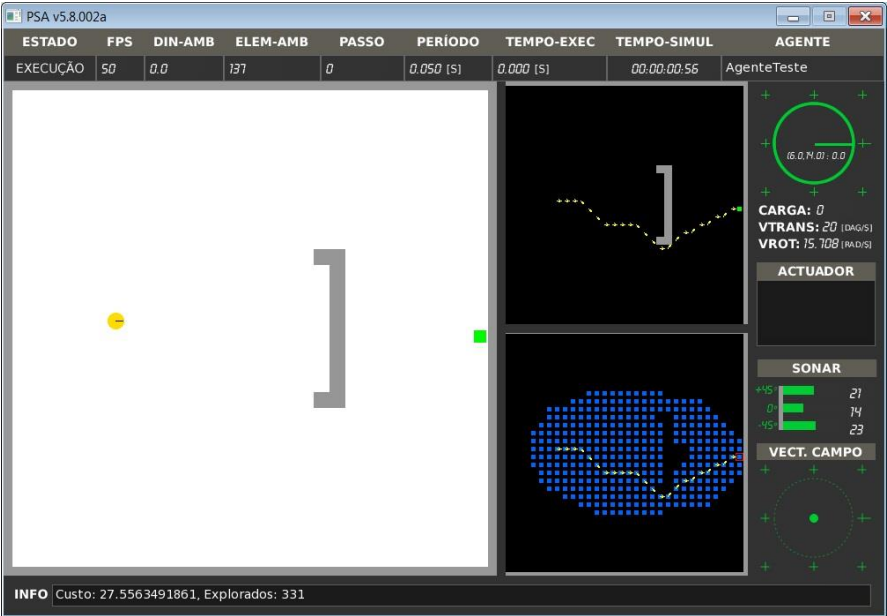 PSA v5.8.002a
ESTADO FPS DIN-AMB ELEM-AMB PASSO PERÍODO TEMPO-EXEC TEMPO-SIMUL AGENTE
EXECUÇÃO 50 0.0 137 0 0.050 [S] 0.000 [S] 00:00:00:56 AgenteTeste
(6.0,14.0) : 0.0
CARGA: 0
VTRANS: 20 [DAG/S]
VROT: 15.708 [RAD/S]
ACTUADOR
SONAR
+45° 21
0° 14
-45° 23
VECT. CAMPO
INFO Custo: 27.5563491861, Explorados: 331